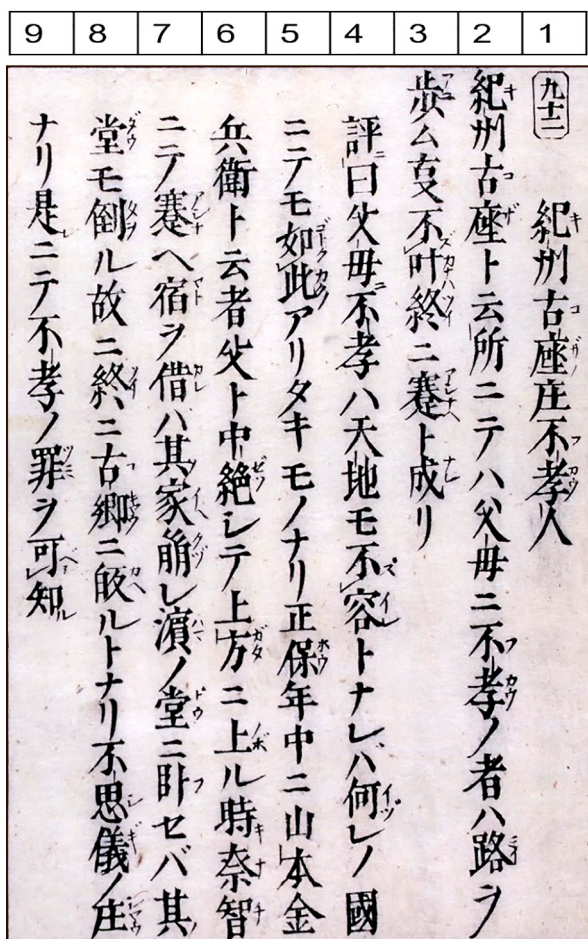 9 8 7 6 5 4 3 2 1
九十二 紀州古座庄不孝人
紀州古座ト云所ニテハ父母ニ不孝ノ者ハ路ヲ
歩ム叓不叶終ニ蹇ト成リ
評曰父母不孝ハ天地モ不容トナレバ何レノ國
ニテモ如此アリタキモノナリ正保年中ニ山本金
兵衛ト云者父ト中絶シテ上方ニ上ル時奈智
ニテ蹇ヘ宿ヲ借バ其家崩レ濱ノ堂ニ臥セバ其
堂モ倒ル故ニ終ニ古郷ニ皈ルトナリ不思儀ノ庄
ナリ是ニテ不孝ノ罪ヲ可知